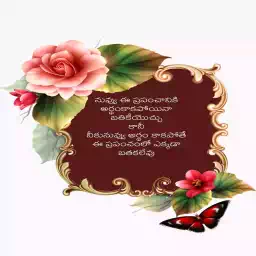 నువ్వు ఈ ప్రపంచానికి
అర్ధంకాకపోయినా
బతికేయొచ్చు
కానీ
నీకునువ్వు అర్థం కాకపోతే
ఈ ప్రపంచంలో ఎక్కడా
బతకలేవు